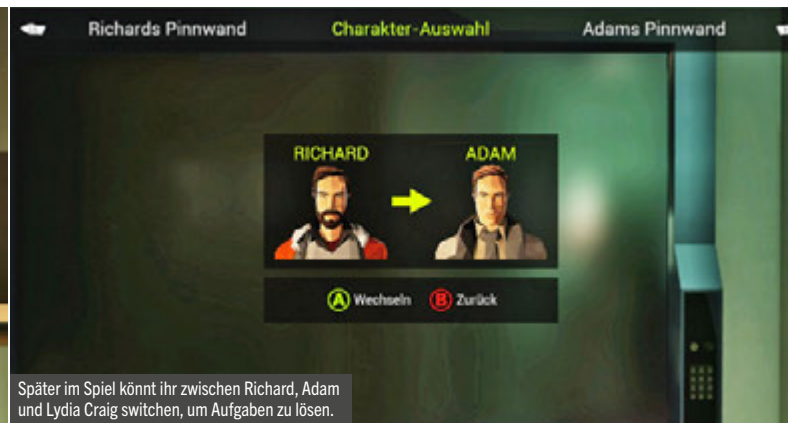 Richards Pinnwand Charakter-Auswahl Adams Pinnwand
RICHARD ADAM
A Wechseln B Zurück
Später im Spiel könnt ihr zwischen Richard, Adam
und Lydia Craig switchen, um Aufgaben zu lösen.